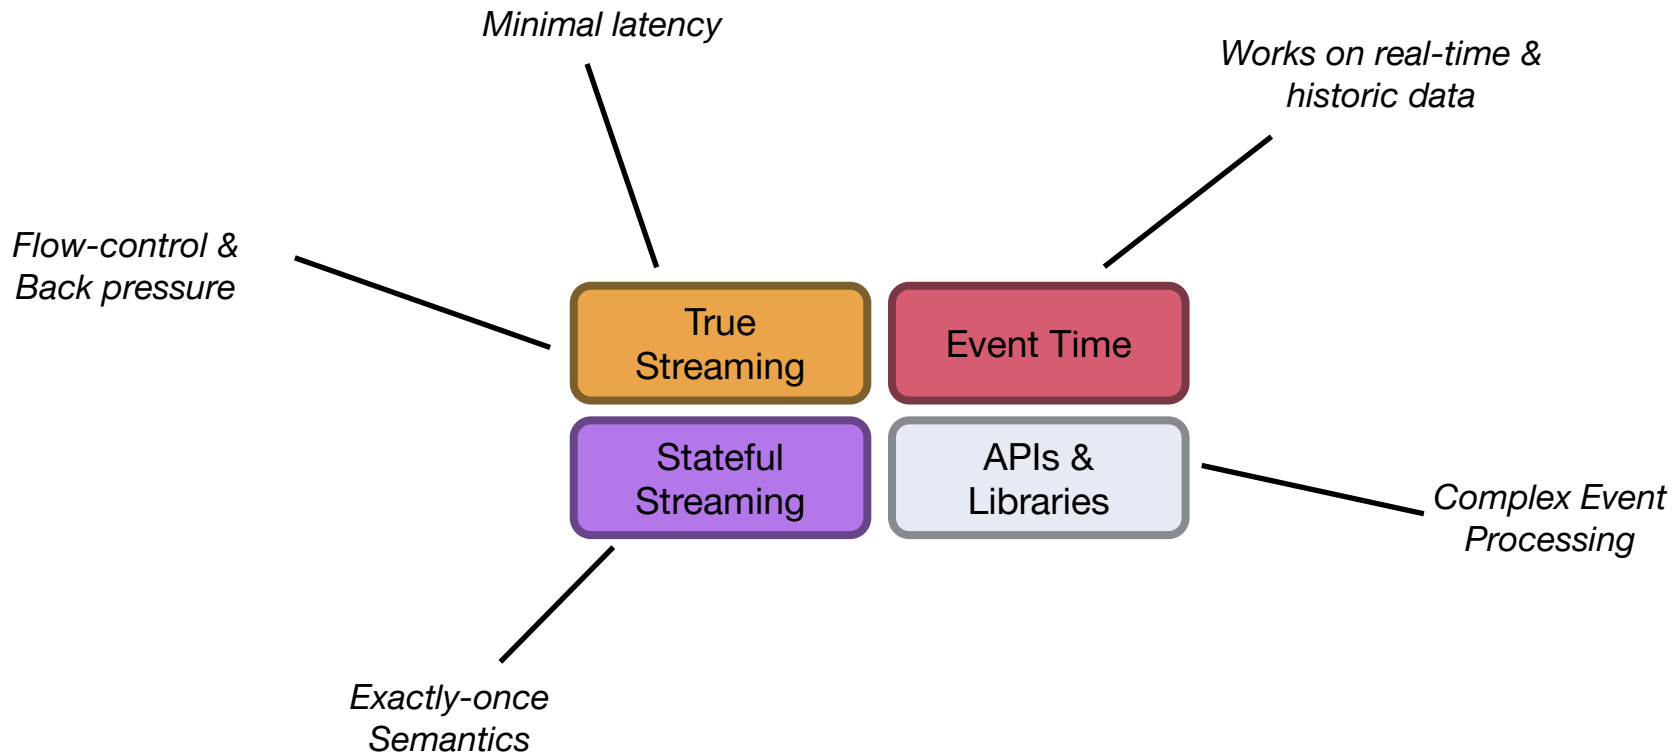 Minimal latency
Works on real-time &
historic data
Flow-control &
Back pressure
True
Streaming
Event Time
Stateful
Streaming
APIs &
Libraries
Complex Event
Processing
Exactly-once
Semantics